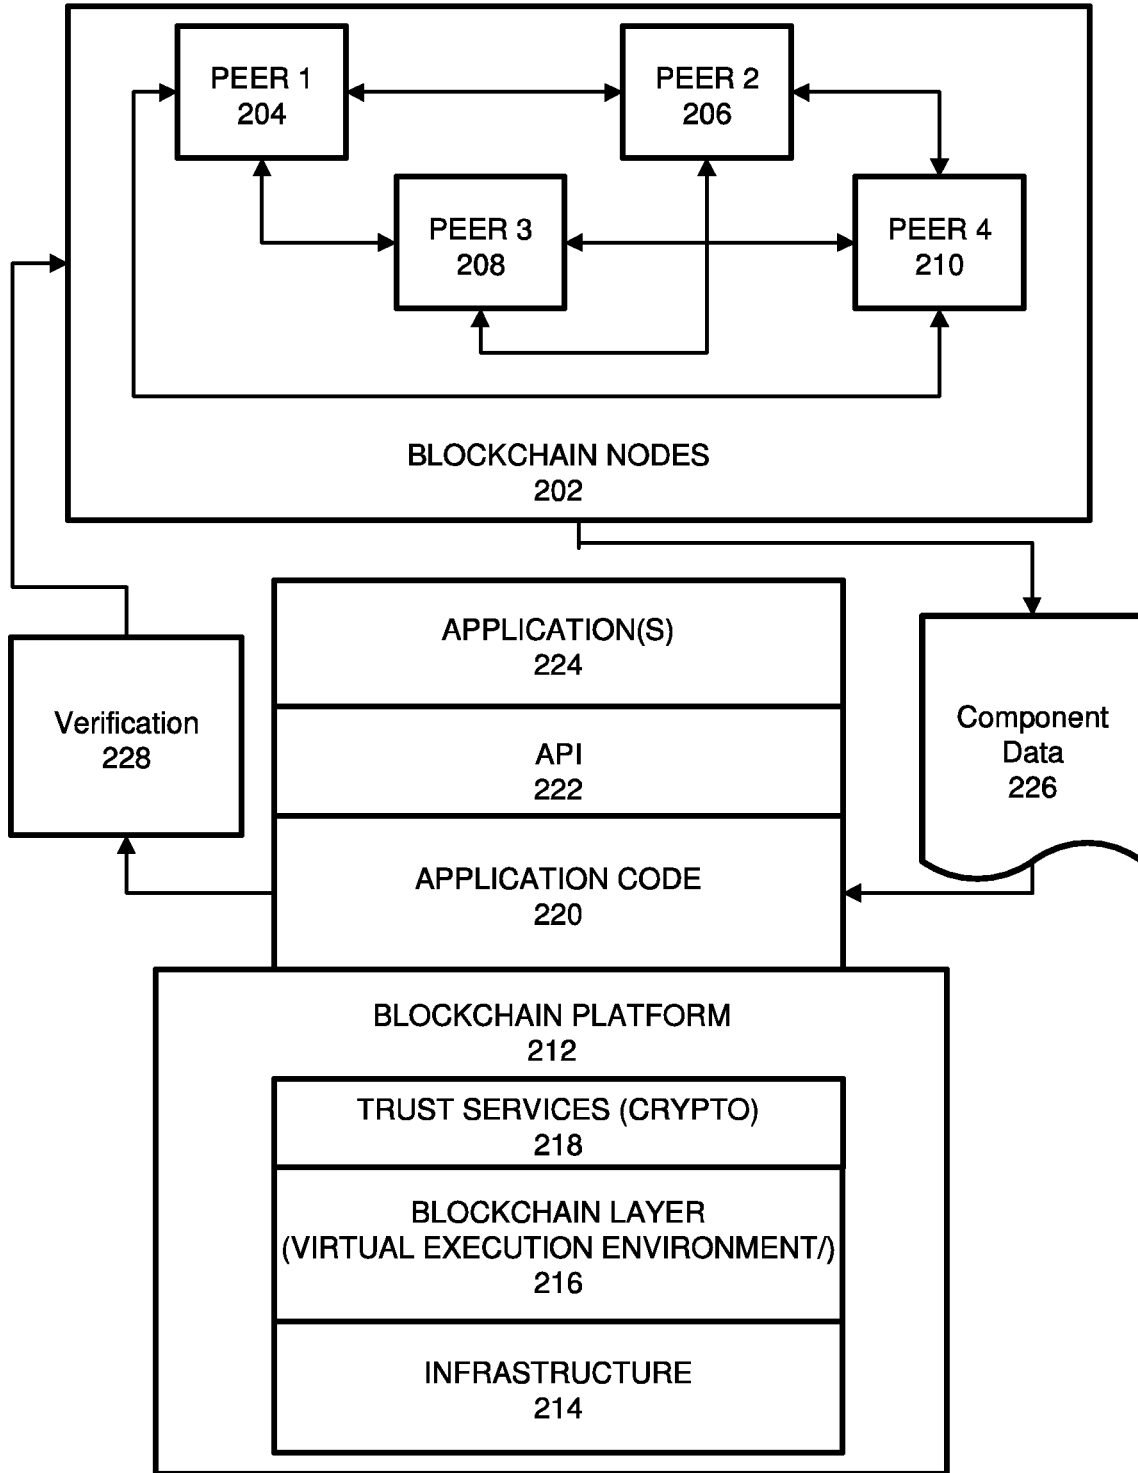 PEER 1
204
PEER 2
206
PEER 3
208
PEER 4
210
BLOCKCHAIN NODES
202
APPLICATION(S)
224
API
222
APPLICATION CODE
220
Verification
228
Component
Data
226
BLOCKCHAIN PLATFORM
212
TRUST SERVICES (CRYPTO)
218
BLOCKCHAIN LAYER
(VIRTUAL EXECUTION ENVIRONMENT/)
216
INFRASTRUCTURE
214